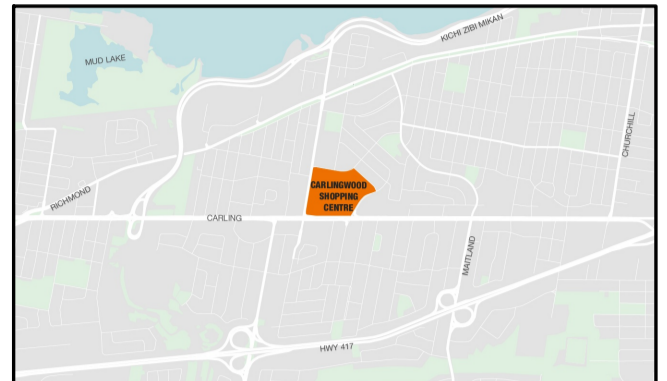 KICHI ZIBI MIKAN
MUD LAKE
CHURCHILL
RICHMOND
CARLINGWOOD
SHOPPING
CENTRE
CARLING
MAITLAND
HWY 417